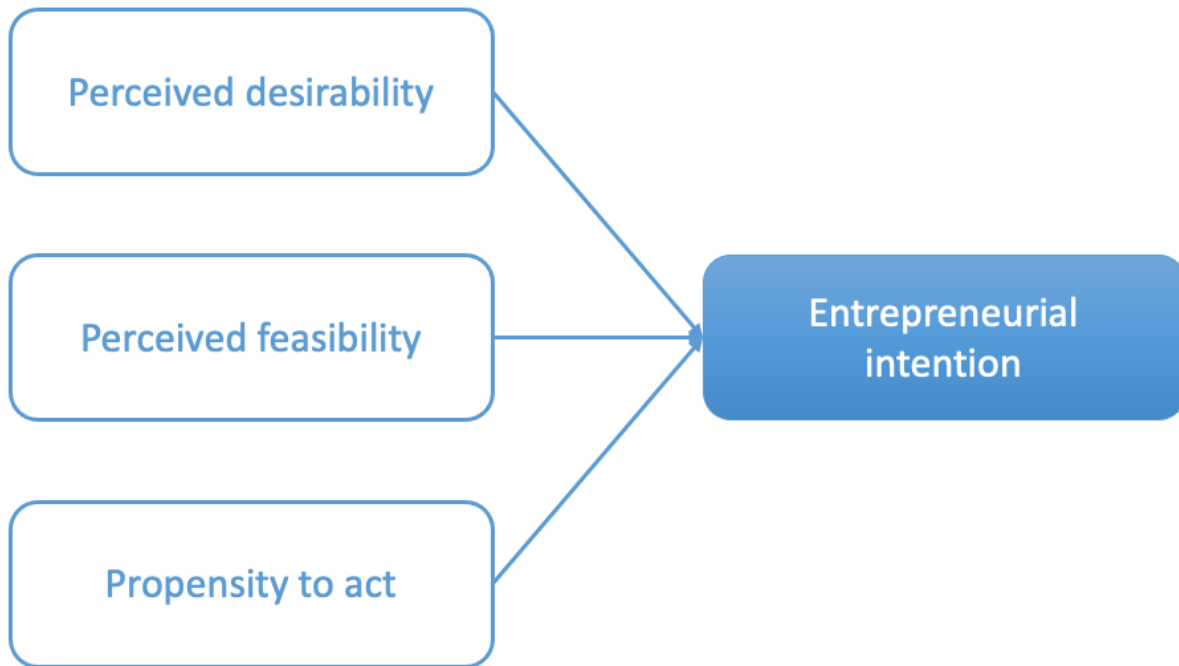 Perceived desirability
Perceived feasibility
Entrepreneurial
intention
Propensity to act